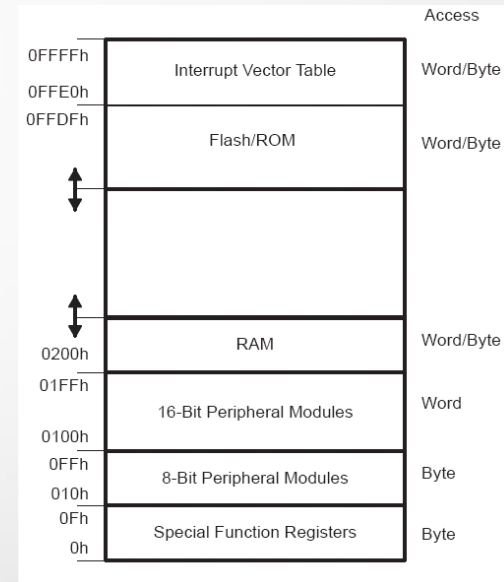 Access
0FFFFh
Interrupt Vector Table
Word/Byte
0FFE0h
0FFDFh
Flash/ROM
Word/Byte
RAM
Word/Byte
0200h
01FFh
16-Bit Peripheral Modules
Word
0100h
0FFh
8-Bit Peripheral Modules
Byte
010h
0Fh
Special Function Registers
Byte
0h